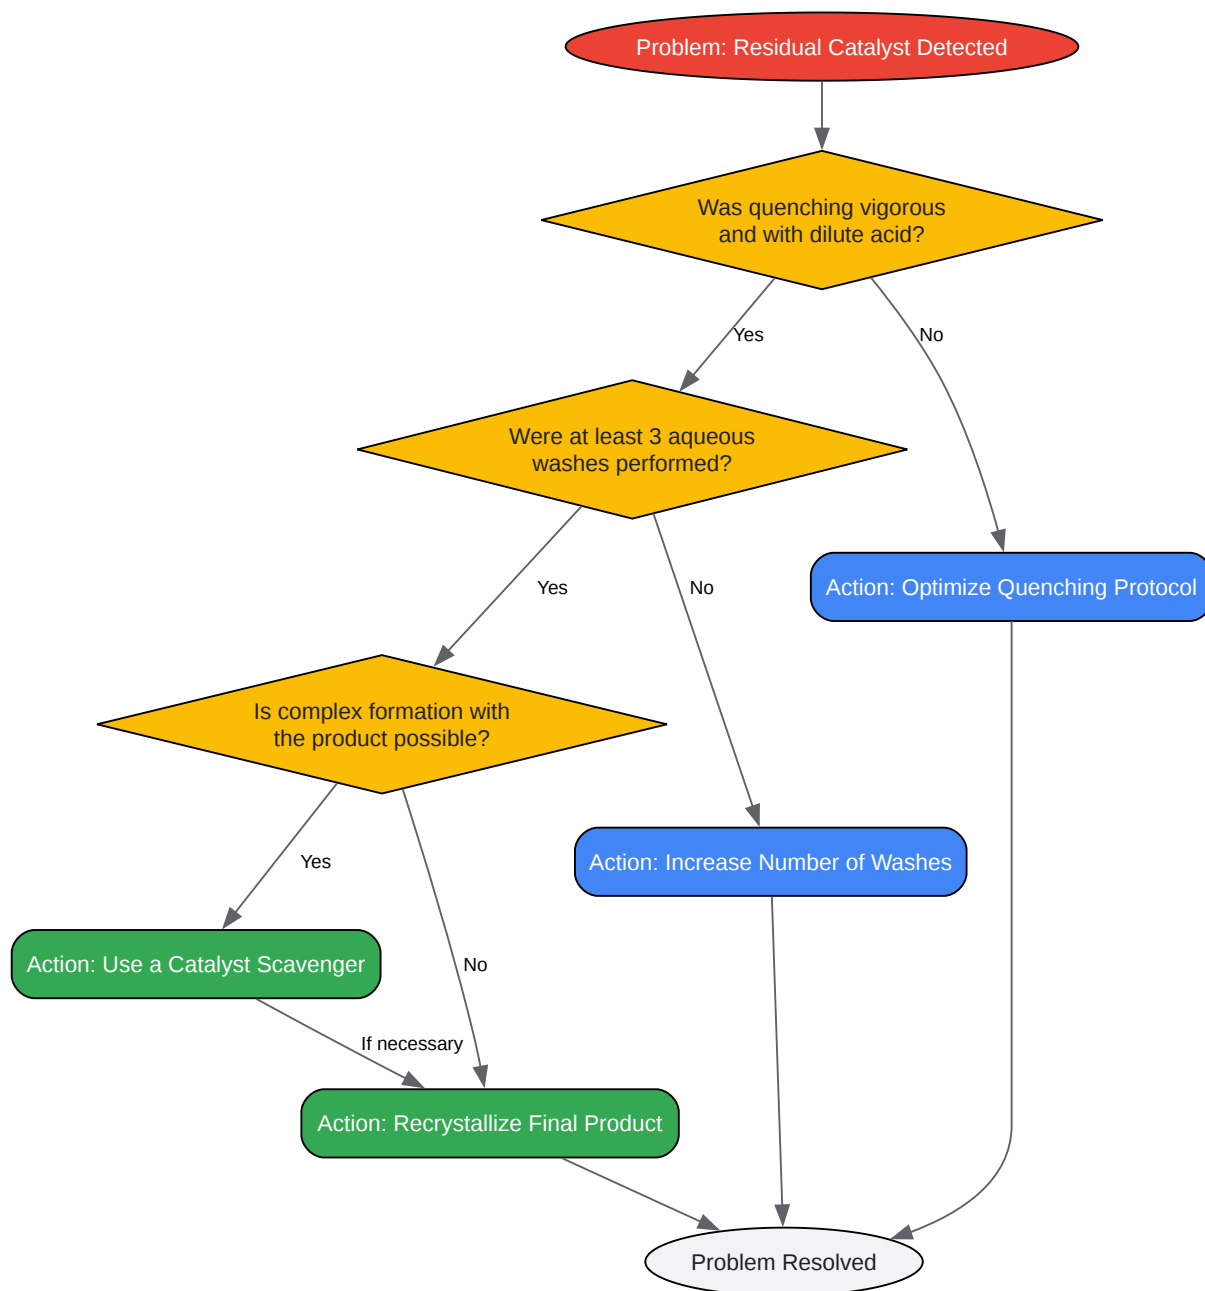 Problem: Residual Catalyst Detected
Was quenching vigorous
and with dilute acid?
Yes
No
Were at least 3 aqueous
washes performed?
Yes
No
Action: Optimize Quenching Protocol
Is complex formation with
the product possible?
Yes
No
Action: Increase Number of Washes
Action: Use a Catalyst Scavenger
If necessary
Action: Recrystallize Final Product
Problem Resolved